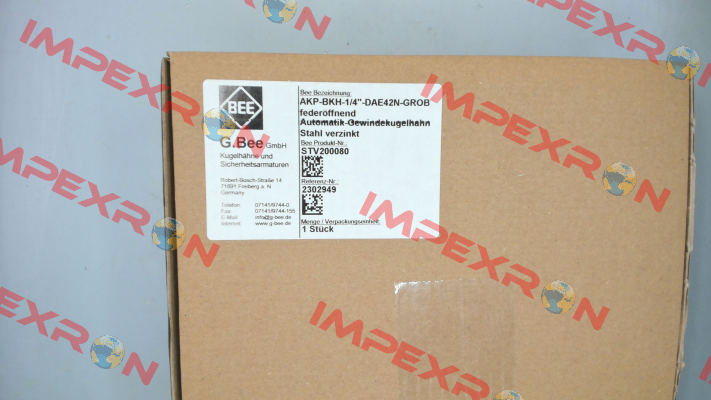 IMPEXRON
BEE
G.Bee GmbH
Kugelhähne und
Sicherheitsarmaturen
Robert-Bosch-Straße 14
71691 Freiberg a. N
Germany
Telefon: 07141/9744-0
Fax: 07141/9744-155
E-Mail: info@g-bee.de
Internet: www.g-bee.de
Bee Bezeichnung:
AKP-BKH-1/4"-DAE42N-GROB
federöffnend
Automatik-Gewindekugelhahn
Stahl verzinkt
Bee Produkt-Nr.:
STV200080
Referenz-Nr.:
2302949
Menge / Verpackungseinheit:
1 Stück
IMPEXRON
IMPEXRON
IMPEXRON
IMPEXRON
IMPEXRON